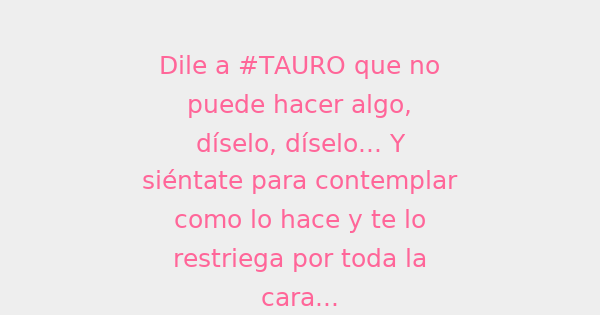 Dile a #TAURO que no
puede hacer algo,
díselo, díselo... Y
siéntate para contemplar
como lo hace y te lo
restriega por toda la
cara...